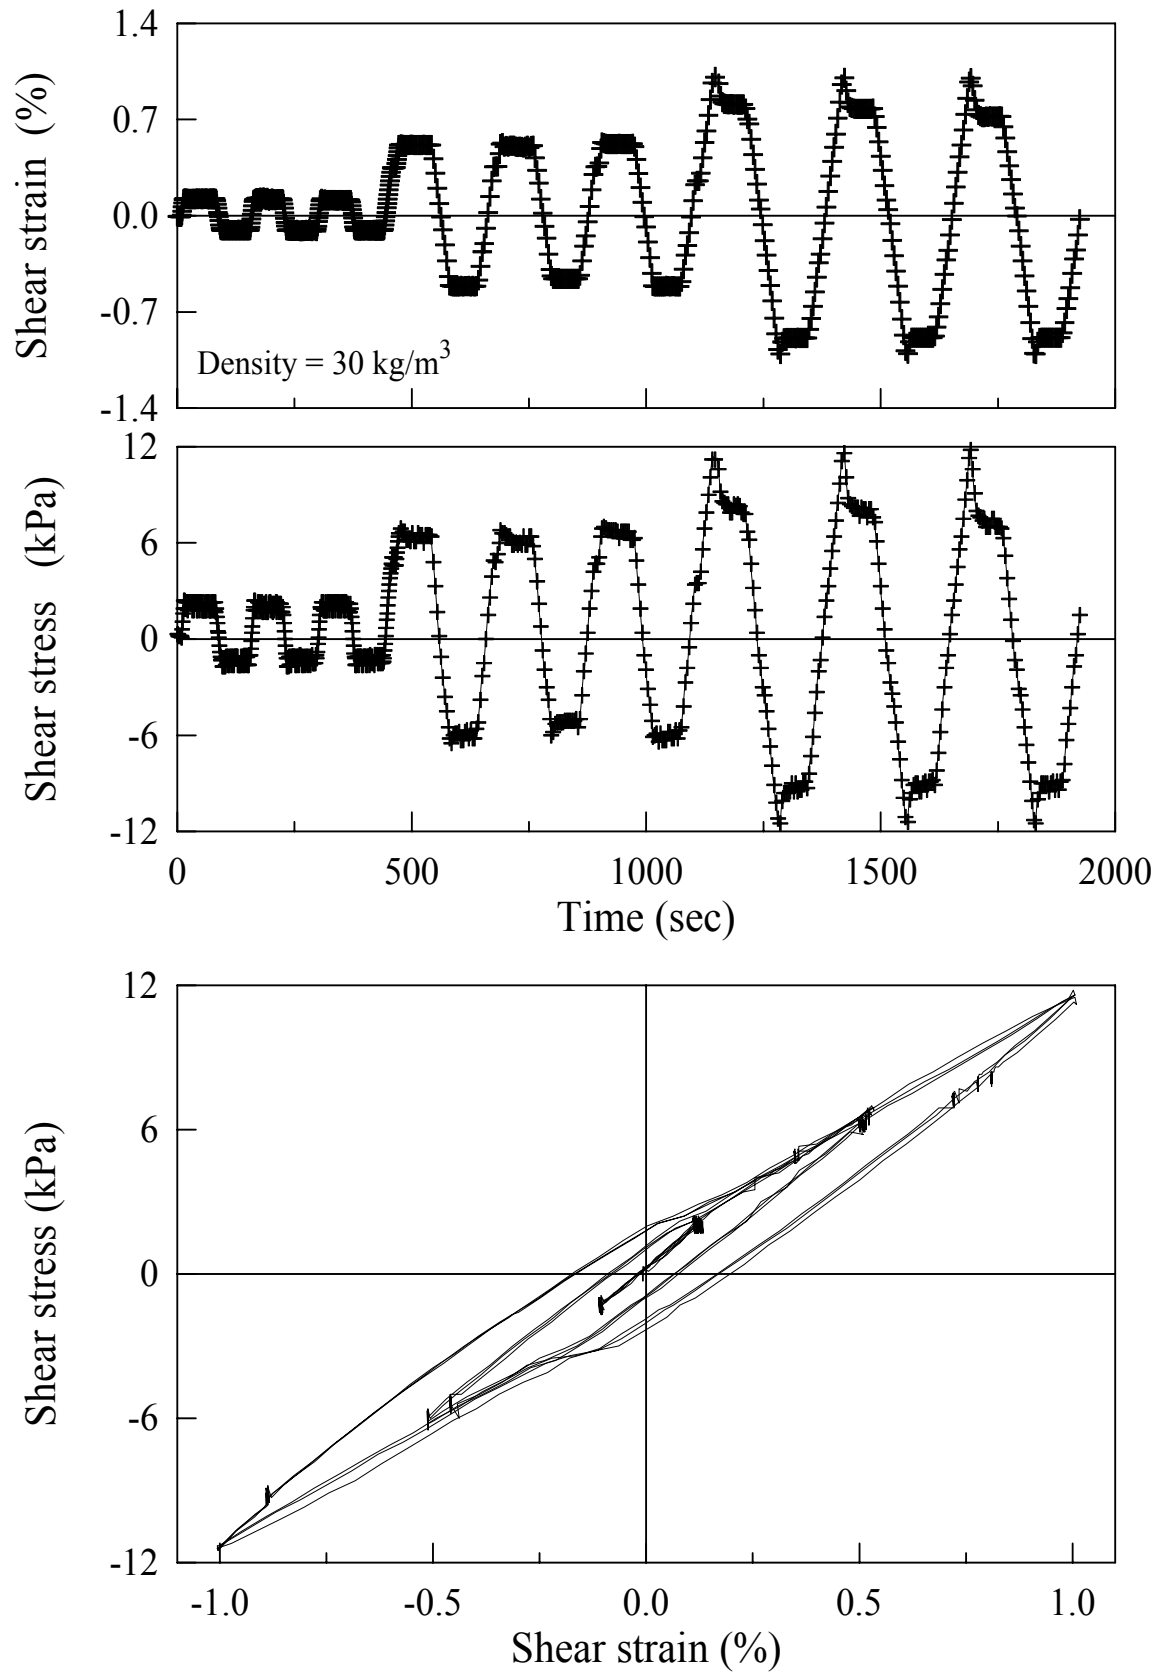 1.4
0.7
0.0
-0.7
-1.4
Shear strain (%)
Density = 30 kg/m³
12
6
0
-6
-12
Shear stress (kPa)
0 500 1000 1500 2000
Time (sec)
12
6
0
-6
-12
Shear stress (kPa)
-1.0 -0.5 0.0 0.5 1.0
Shear strain (%)